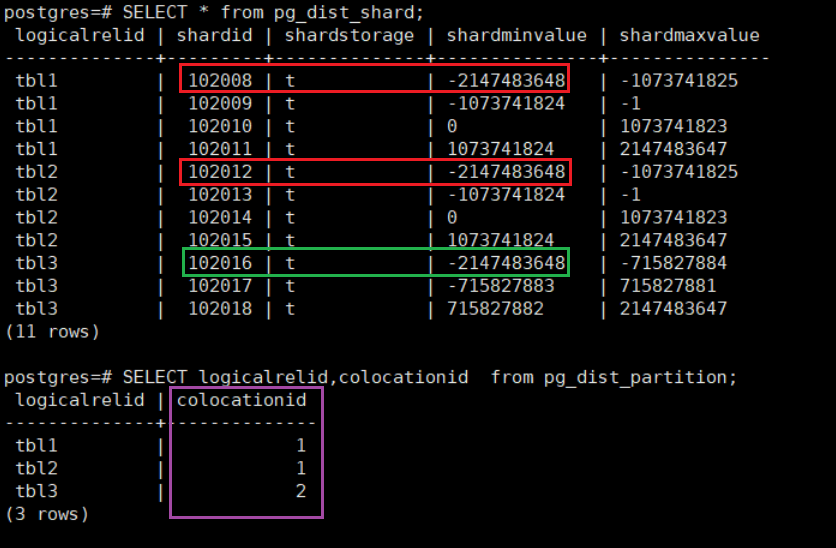 postgres=# SELECT * from pg_dist_shard;
 logicalrelid | shardid | shardstorage | shardminvalue | shardmaxvalue
--------------+---------+--------------+---------------+---------------
 tbl1         |  102008 | t            | -2147483648   | -1073741825
 tbl1         |  102009 | t            | -1073741824   | -1
 tbl1         |  102010 | t            | 0             | 1073741823
 tbl1         |  102011 | t            | 1073741824    | 2147483647
 tbl2         |  102012 | t            | -2147483648   | -1073741825
 tbl2         |  102013 | t            | -1073741824   | -1
 tbl2         |  102014 | t            | 0             | 1073741823
 tbl2         |  102015 | t            | 1073741824    | 2147483647
 tbl3         |  102016 | t            | -2147483648   | -715827884
 tbl3         |  102017 | t            | -715827883    | 715827881
 tbl3         |  102018 | t            | 715827882     | 2147483647
(11 rows)

postgres=# SELECT logicalrelid,colocationid  from pg_dist_partition;
 logicalrelid | colocationid
--------------+--------------
 tbl1         |            1
 tbl2         |            1
 tbl3         |            2
(3 rows)